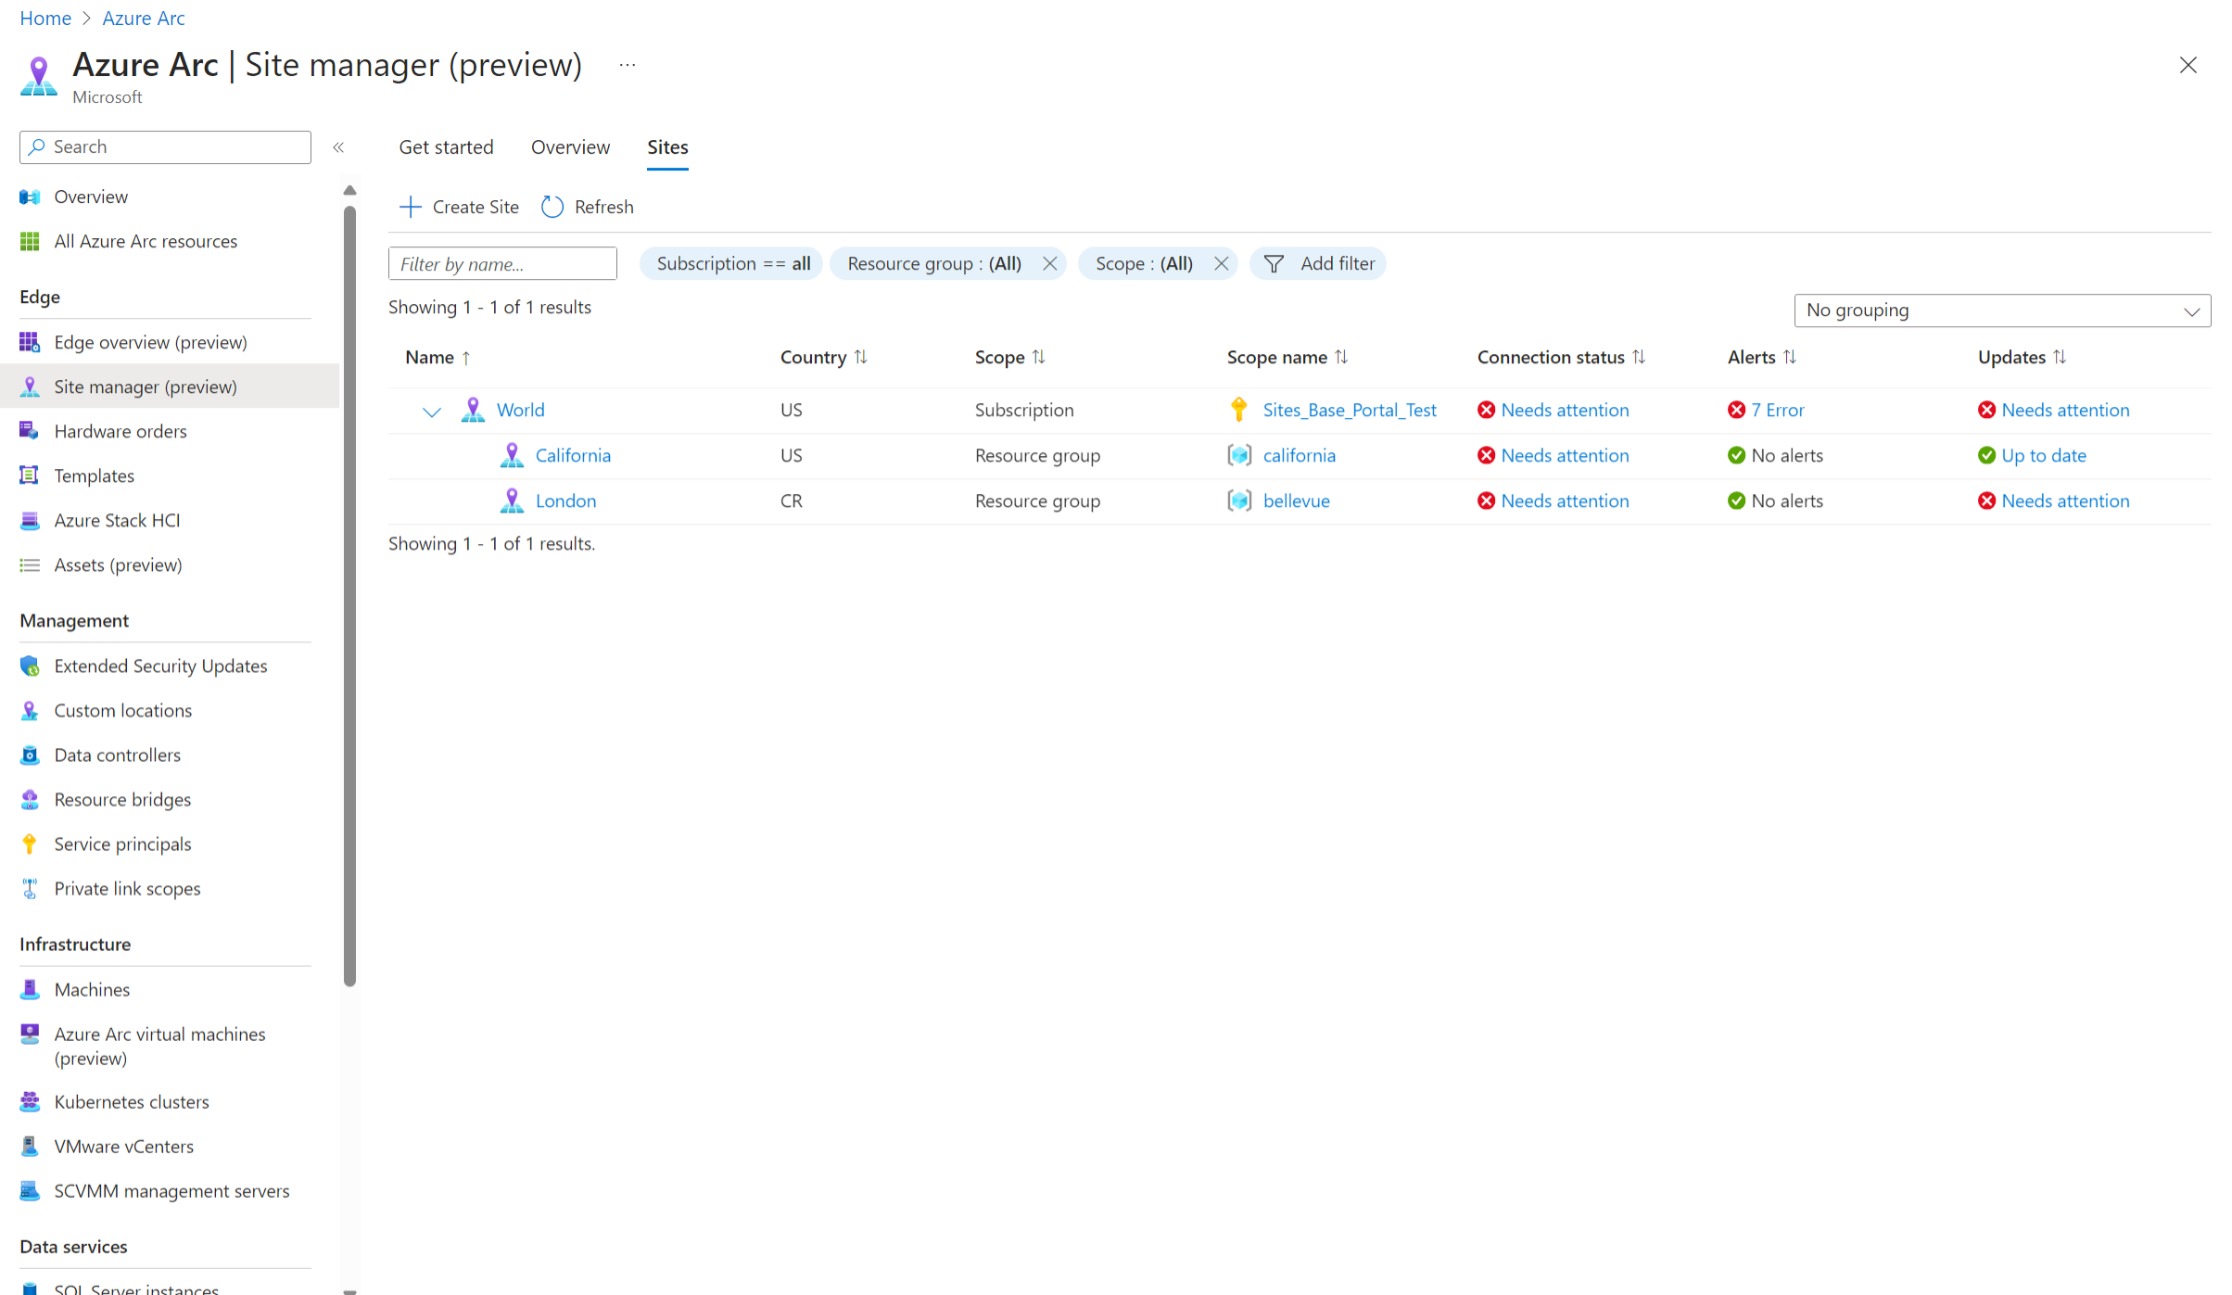 Home > Azure Arc
Azure Arc | Site manager (preview) ...
Microsoft
Search «
Overview
All Azure Arc resources
Edge
Edge overview (preview)
Site manager (preview)
Hardware orders
Templates
Azure Stack HCI
Assets (preview)
Management
Extended Security Updates
Custom locations
Data controllers
Resource bridges
Service principals
Private link scopes
Infrastructure
Machines
Azure Arc virtual machines
(preview)
Kubernetes clusters
VMware vCenters
SCVMM management servers
Data services
SQL Server instances
Get started Overview Sites
Create Site Refresh
Filter by name... Subscription == all Resource group : (All) Scope : (All) Add filter
Showing 1 - 1 of 1 results
No grouping
Name ↑ Country ↑↓ Scope ↑↓ Scope name ↑↓ Connection status ↑↓ Alerts ↑↓ Updates ↑↓
World US Subscription Sites_Base_Portal_Test Needs attention 7 Error Needs attention
California US Resource group california Needs attention No alerts Up to date
London CR Resource group bellevue Needs attention No alerts Needs attention
Showing 1 - 1 of 1 results.